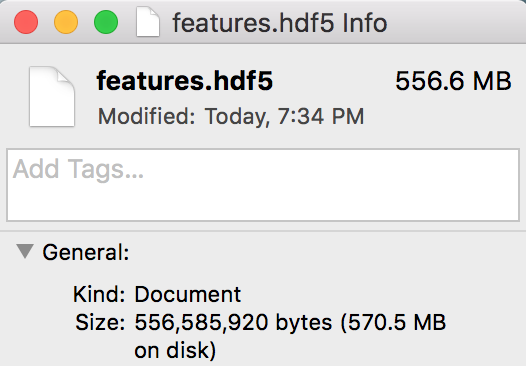 features.hdf5 Info
features.hdf5 556.6 MB
Modified: Today, 7:34 PM
Add Tags...
General:
Kind: Document
Size: 556,585,920 bytes (570.5 MB
on disk)